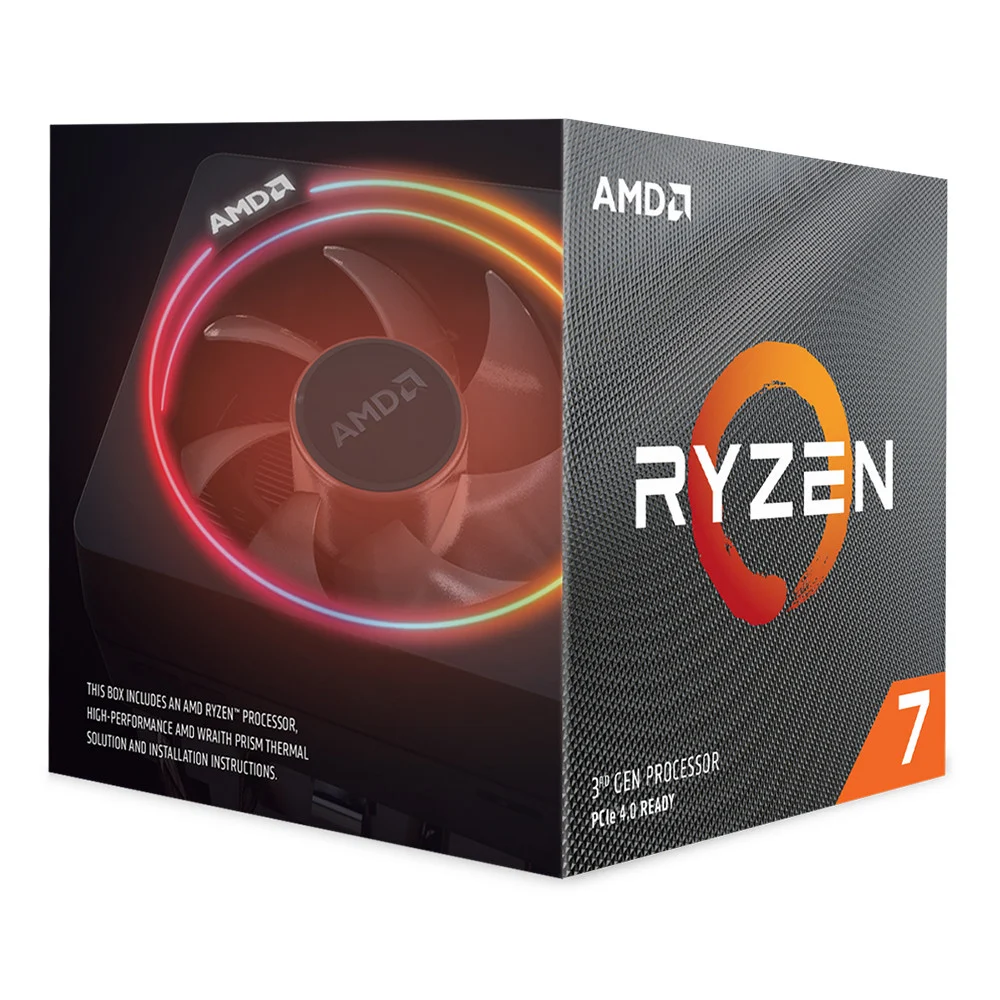 AMD
AMD
THIS BOX INCLUDES AN AMD RYZEN™ PROCESSOR,
HIGH-PERFORMANCE AMD WRAITH PRISM THERMAL
SOLUTION AND INSTALLATION INSTRUCTIONS.
AMD
RYZEN
3RD GEN PROCESSOR
PCIe 4.0 READY
7